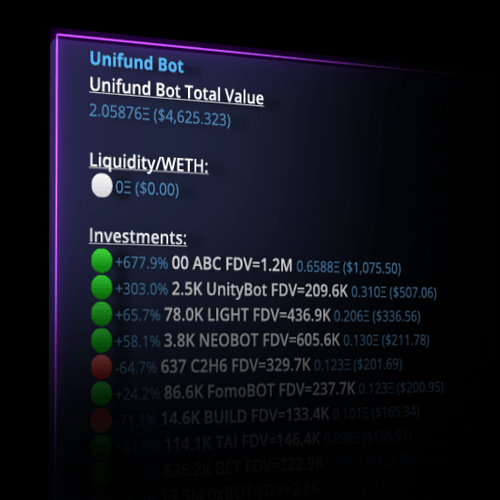 Unifund Bot
Unifund Bot Total Value
2.05876Ξ ($4,625.323)
Liquidity/WETH:
0Ξ ($0.00)
Investments:
+677.9% 00 ABC FDV=1.2M 0.6588Ξ ($1,075.50)
+303.0% 2.5K UnityBot FDV=209.6K 0.310Ξ ($507.06)
+65.7% 78.0K LIGHT FDV=436.9K 0.206Ξ ($336.56)
+58.1% 3.8K NEOBOT FDV=605.6K 0.130Ξ ($211.78)
-64.7% 637 C2H6 FDV=329.7K 0.123Ξ ($201.69)
+24.2% 86.6K FomoBOT FDV=237.7K 0.123Ξ ($200.95)
-71.1% 14.6K BUILD FDV=133.4K 0.101Ξ ($165.34)
114.1K TAI FDV=146.4K 0.096Ξ ($156.91)
635.2K BET FDV=222.9K